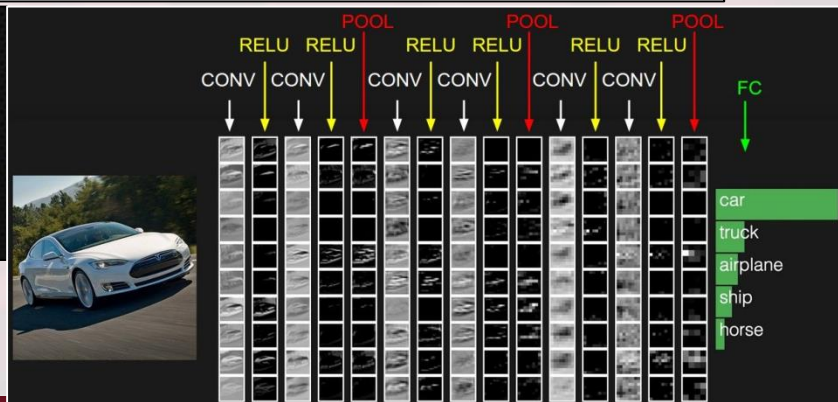 POOL POOL POOL
RELU RELU RELU RELU RELU RELU
CONV CONV CONV CONV CONV CONV
FC
car
truck
airplane
ship
horse